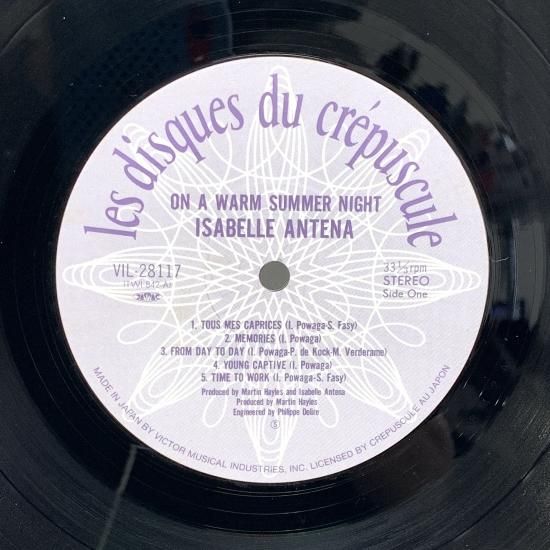 les disques du crépuscule
ON A WARM SUMMER NIGHT
ISABELLE ANTENA
VIL-28117
33⅓rpm
STEREO
Side One
1. TOUS MES CAPRICES (I. Powaga-S. Fasy)
2. MEMORIES (I. Powaga)
3. FROM DAY TO DAY (I. Powaga-P. de Kock-M. Verderame)
4. YOUNG CAPTIVE (I. Powaga)
5. TIME TO WORK (I. Powaga-S. Fasy)
Produced by Martin Hayles and Isabelle Antena
Produced by Martin Hayles
Engineered by Philippe Delire
Ⓢ
MADE IN JAPAN BY VICTOR MUSICAL INDUSTRIES, INC. LICENSED BY CREPUSCULE AU JAPON